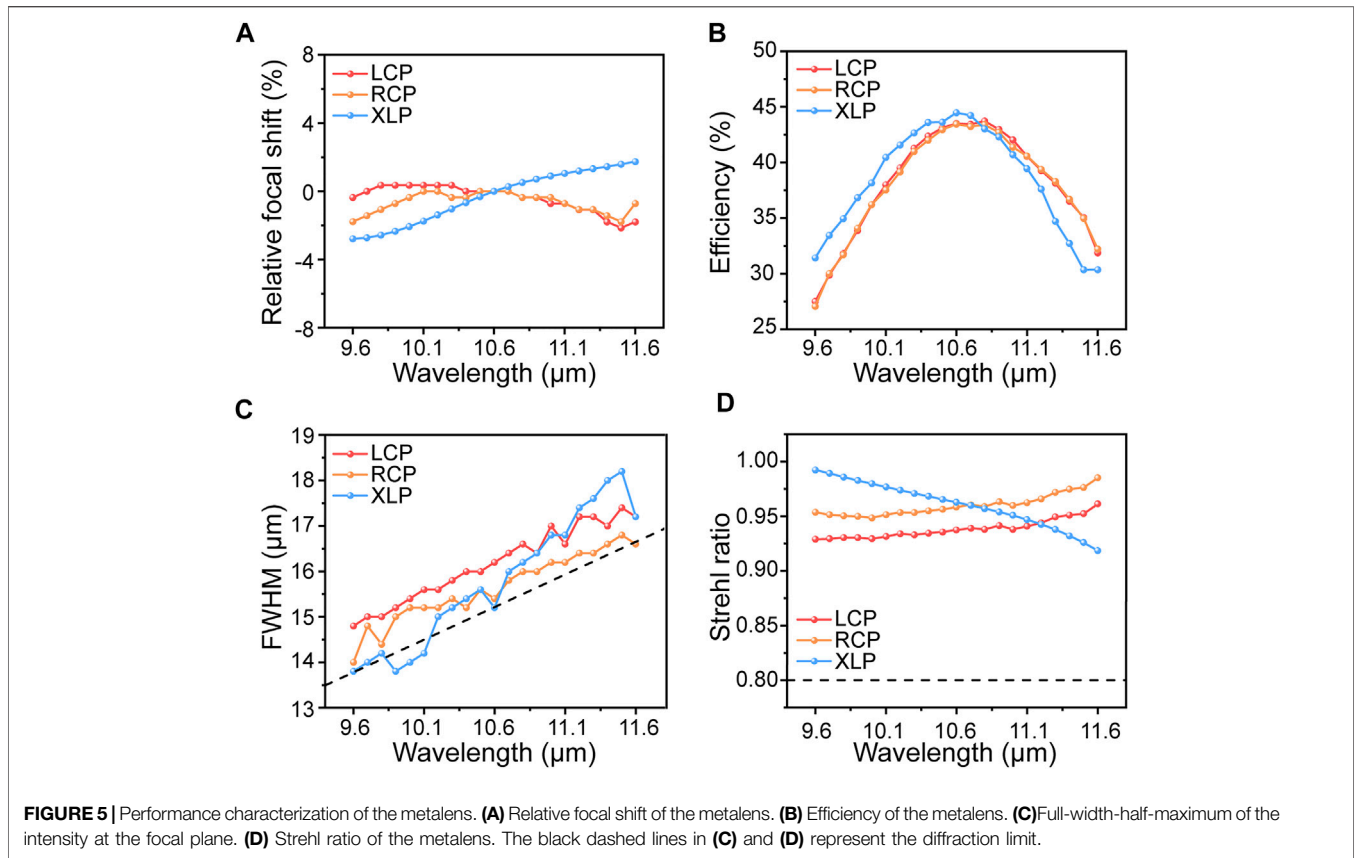 A
8
4
0
-4
-8
Relative focal shift (%)
LCP
RCP
XLP
9.6 10.1 10.6 11.1 11.6
Wavelength (µm)
B
50
45
40
35
30
25
Efficiency (%)
LCP
RCP
XLP
9.6 10.1 10.6 11.1 11.6
Wavelength (µm)
C
19
18
17
16
15
14
13
FWHM (µm)
LCP
RCP
XLP
9.6 10.1 10.6 11.1 11.6
Wavelength (µm)
D
1.00
0.95
0.90
0.85
0.80
Strehl ratio
LCP
RCP
XLP
9.6 10.1 10.6 11.1 11.6
Wavelength (µm)
FIGURE 5 | Performance characterization of the metalens. (A) Relative focal shift of the metalens. (B) Efficiency of the metalens. (C)Full-width-half-maximum of the
intensity at the focal plane. (D) Strehl ratio of the metalens. The black dashed lines in (C) and (D) represent the diffraction limit.